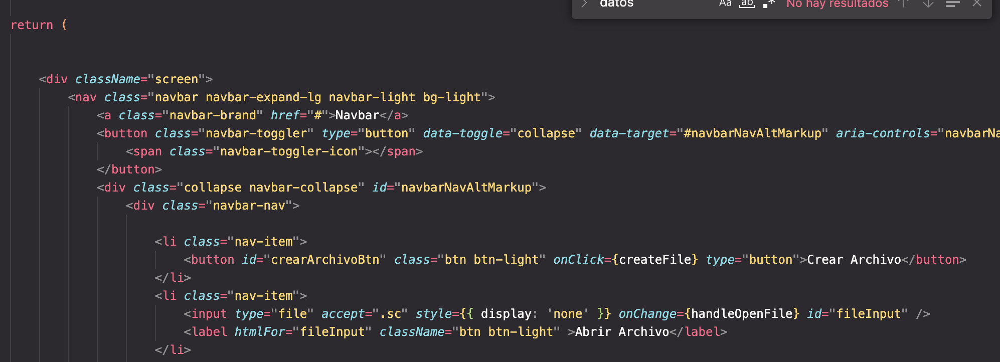 datos Aa ab No hay resultados
return (
<div className="screen">
<nav class="navbar navbar-expand-lg navbar-light bg-light">
<a class="navbar-brand" href="#">Navbar</a>
<button class="navbar-toggler" type="button" data-toggle="collapse" data-target="#navbarNavAltMarkup" aria-controls="navbarNa
<span class="navbar-toggler-icon"></span>
</button>
<div class="collapse navbar-collapse" id="navbarNavAltMarkup">
<div class="navbar-nav">
<li class="nav-item">
<button id="crearArchivoBtn" class="btn btn-light" onClick={createFile} type="button">Crear Archivo</button>
</li>
<li class="nav-item">
<input type="file" accept=".sc" style={{ display: 'none' }} onChange={handleOpenFile} id="fileInput" />
<label htmlFor="fileInput" className="btn btn-light" >Abrir Archivo</label>
</li>